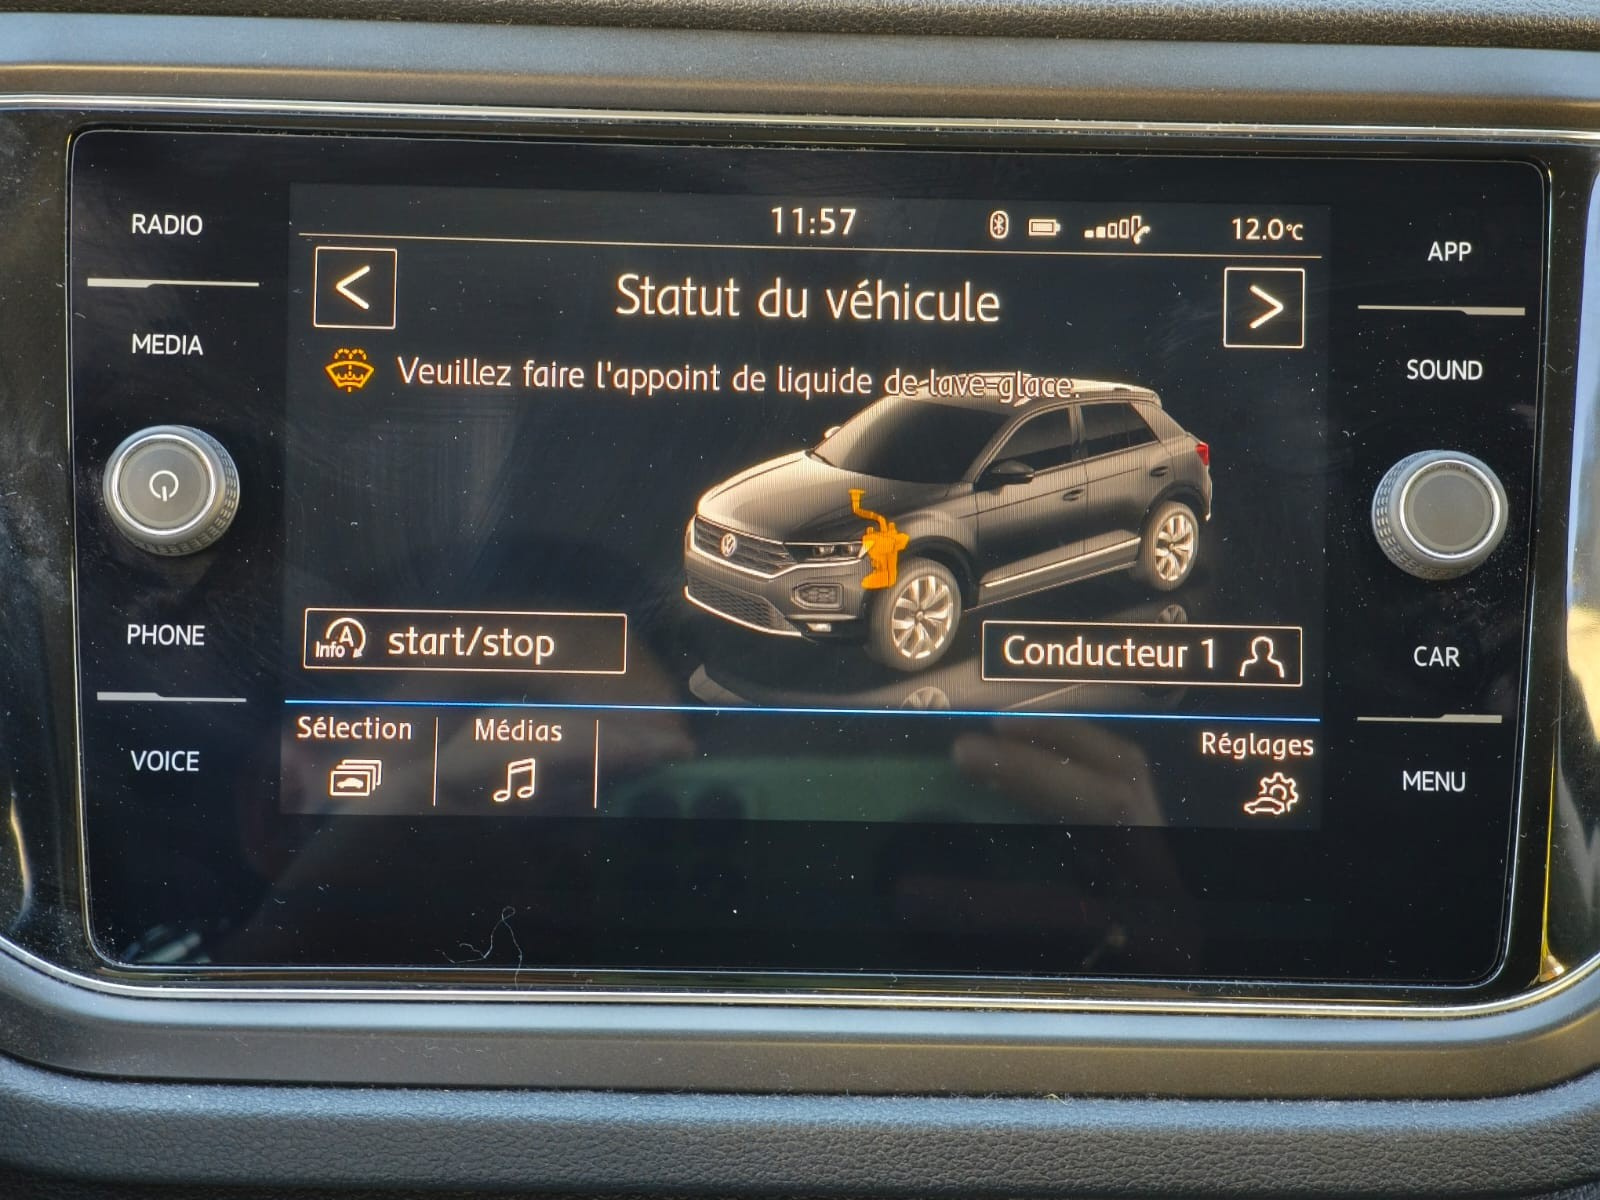 RADIO
MEDIA
PHONE
VOICE
11:57
12.0°C
<
Statut du véhicule
>
Veuillez faire l'appoint de liquide de lave-glace.
A
Info
start/stop
Conducteur 1
Sélection
Médias
Réglages
APP
SOUND
CAR
MENU